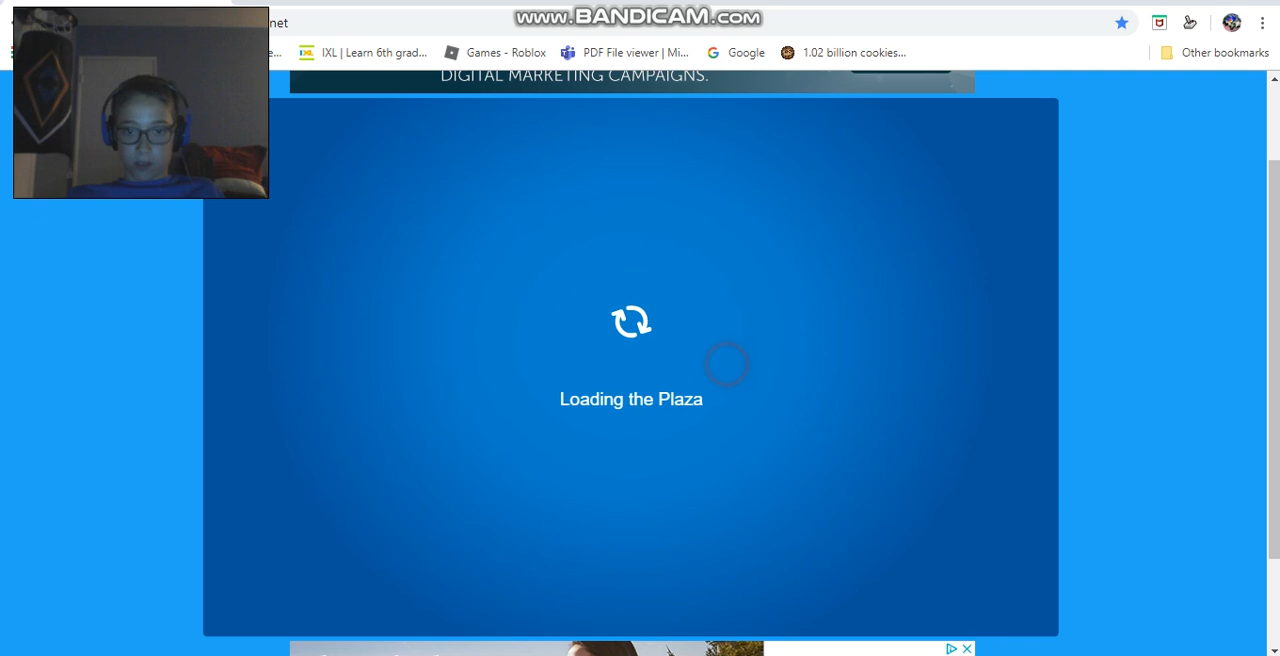 www.BANDICAM.com
net
e...
IXL | Learn 6th grad...
Games - Roblox
PDF File viewer | Mi...
Google
1.02 billion cookies...
Other bookmarks
DIGITAL MARKETING CAMPAIGNS.
Loading the Plaza